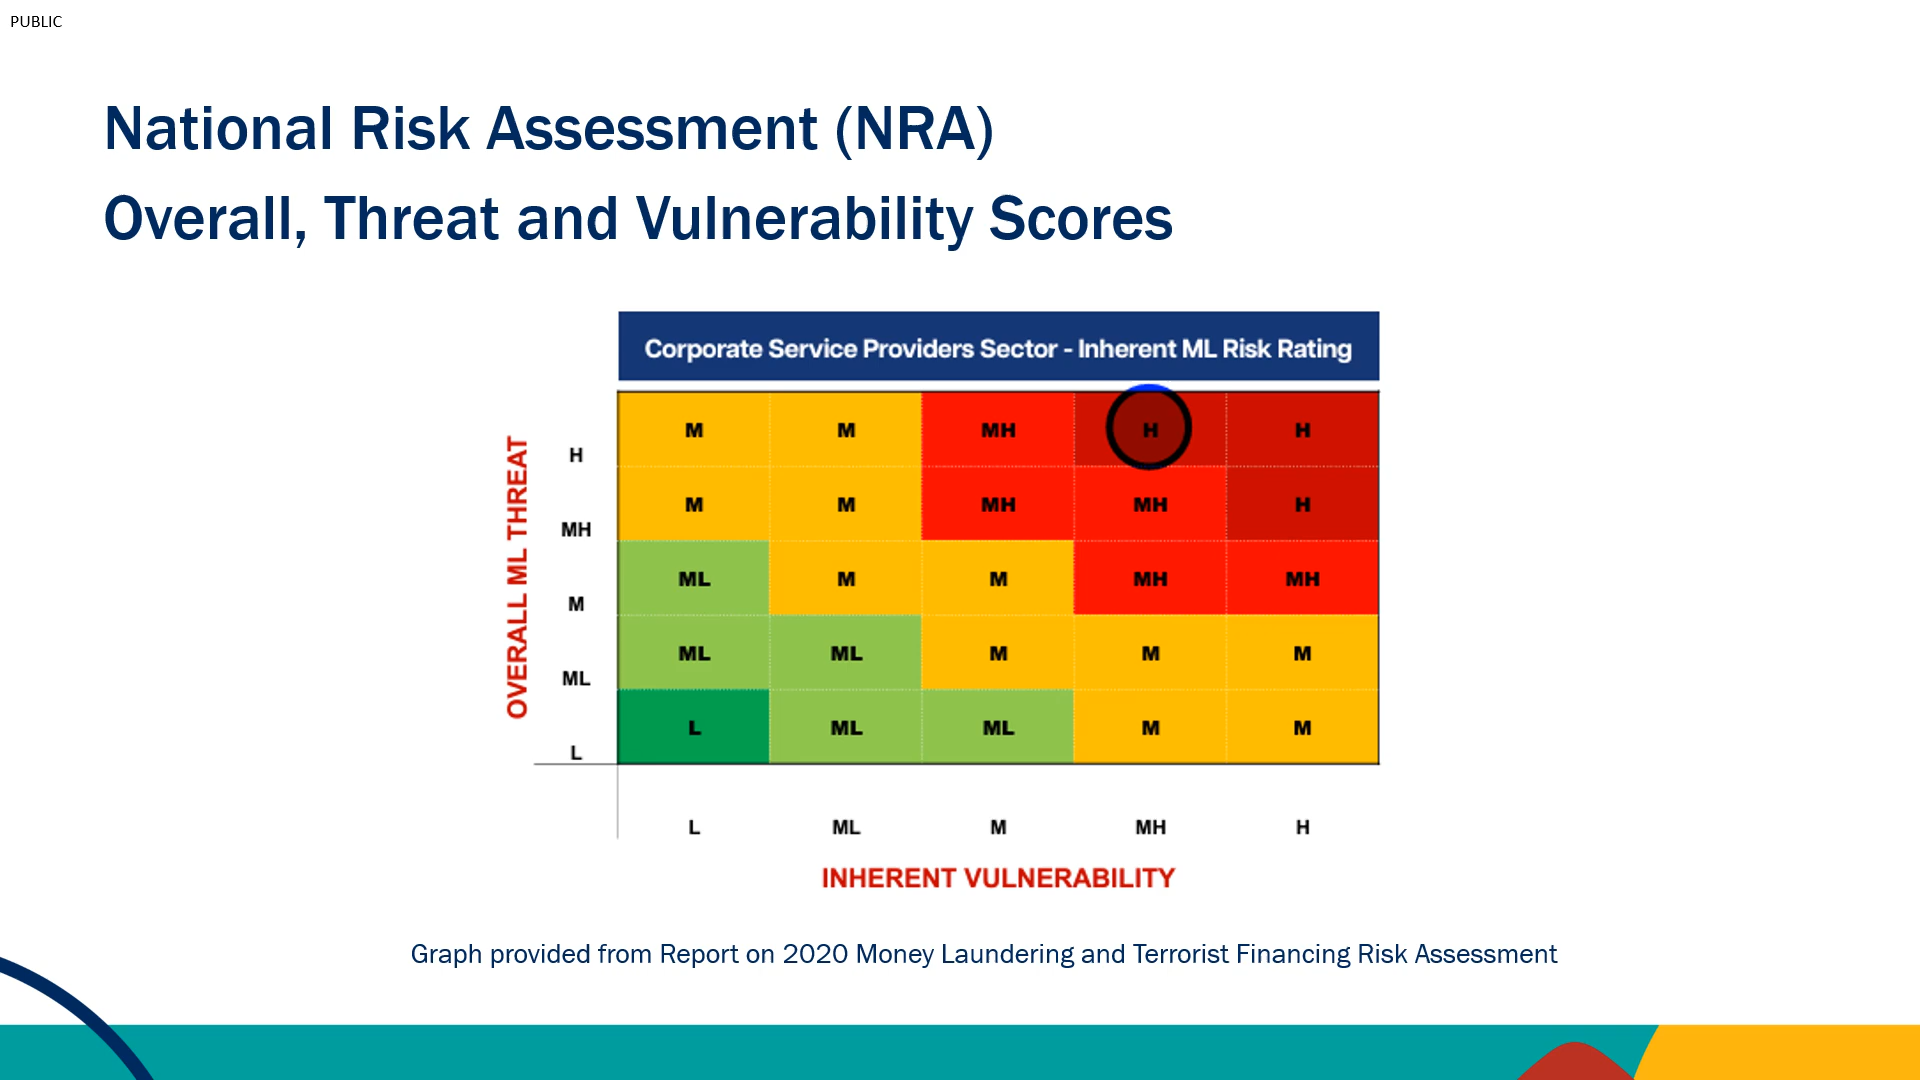 PUBLIC
National Risk Assessment (NRA)
Overall, Threat and Vulnerability Scores
Corporate Service Providers Sector - Inherent ML Risk Rating
OVERALL ML THREAT
H
M M MH H H
MH
M M MH MH H
M
ML M M MH MH
ML
ML ML M M M
L
L ML ML M M
L ML M MH H
INHERENT VULNERABILITY
Graph provided from Report on 2020 Money Laundering and Terrorist Financing Risk Assessment